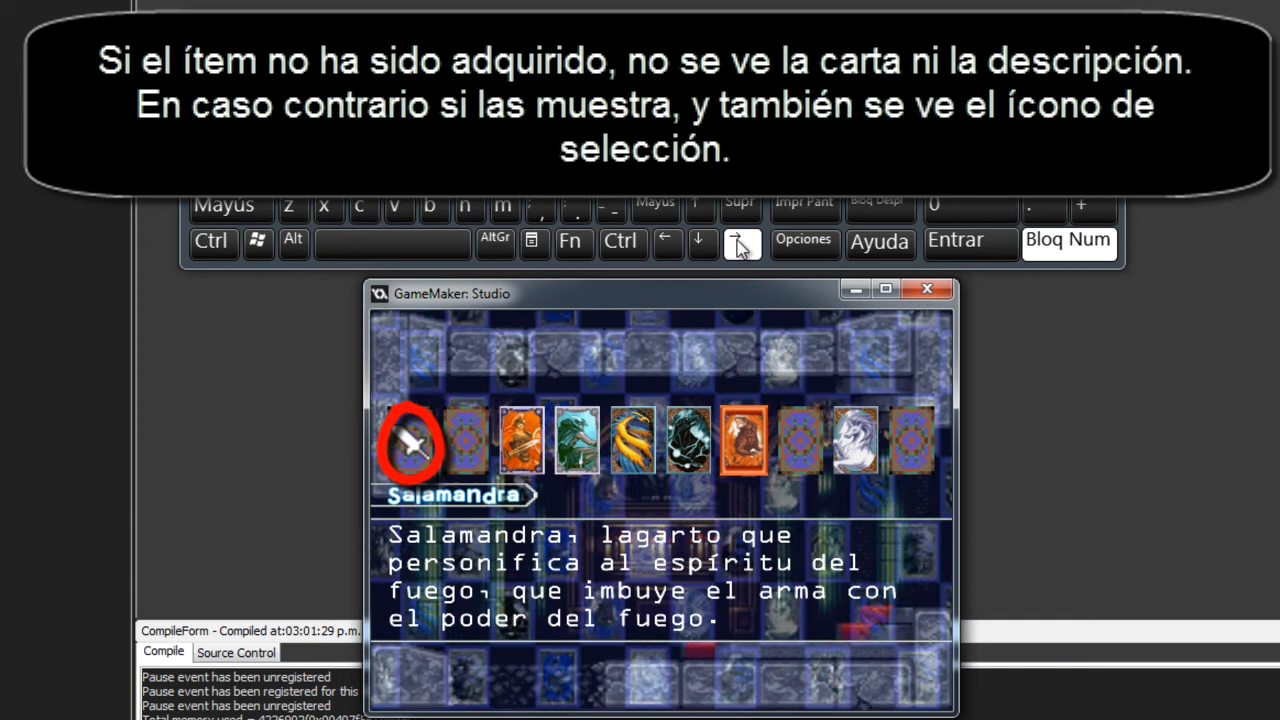 Si el ítem no ha sido adquirido, no se ve la carta ni la descripción.
En caso contrario si las muestra, y también se ve el ícono de
selección.
Mayus z x c v b n m , ; . : - _ Mayus ↑ Supr Impr Pant Bloq Despl 0 . +
Ctrl Alt AltGr Fn Ctrl ← ↓ → Opciones Ayuda Entrar Bloq Num
GameMaker: Studio
Salamandra
Salamandra, lagarto que
personifica al espíritu del
fuego, que imbuye el arma con
el poder del fuego.
CompileForm - Compiled at:03:01:29 p.m.
Compile Source Control
Pause event has been unregistered
Pause event has been registered for this
Pause event has been unregistered
Total memory used =